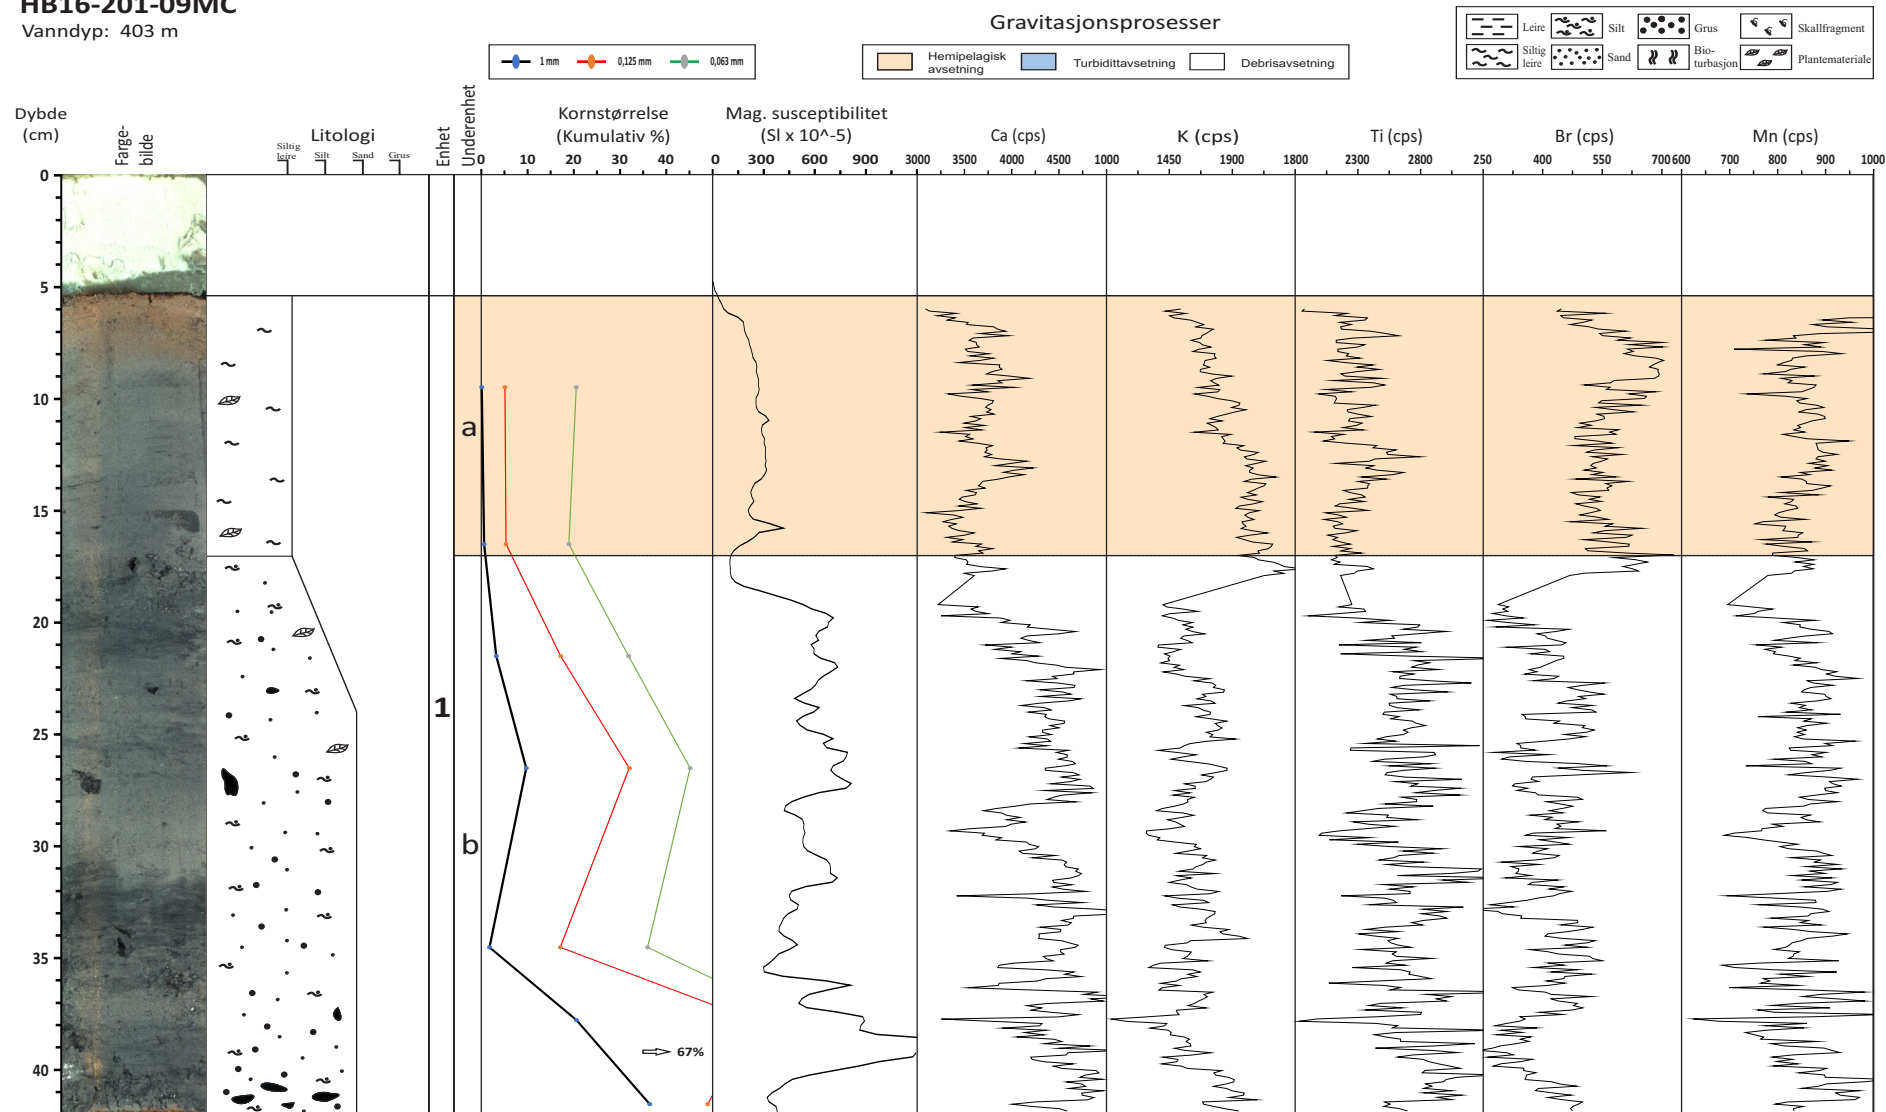 HB16-201-09MC
Vanndyp: 403 m
1 mm 0,125 mm 0,063 mm
Gravitasjonsprosesser
Hemipelagisk avsetning Turbidittavsetning Debrisavsetning
Leire Silt Grus Skallfragment
Siltig leire Sand Bio-turbasjon Plantemateriale
Dybde (cm)
Farge-bilde
Litologi
Siltig leire Silt Sand Grus
Enhet
Underenhet
Kornstørrelse (Kumulativ %)
0 10 20 30 40
Mag. susceptibilitet (SI x 10^-5)
0 300 600 900
Ca (cps)
3000 3500 4000 4500
K (cps)
1000 1450 1900
Ti (cps)
1800 2300 2800
Br (cps)
250 400 550 700
Mn (cps)
600 700 800 900 1000
0
5
10
15
20
25
30
35
40
a
1
b
67%